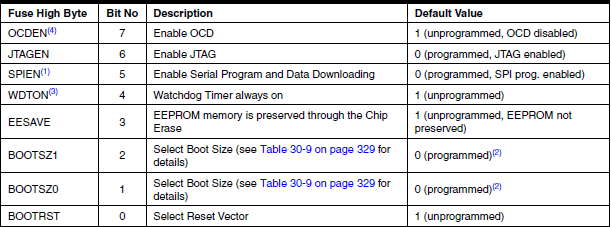 Fuse High Byte Bit No Description Default Value
OCDEN(4) 7 Enable OCD 1 (unprogrammed, OCD disabled)
JTAGEN 6 Enable JTAG 0 (programmed, JTAG enabled)
SPIEN(1) 5 Enable Serial Program and Data Downloading 0 (programmed, SPI prog. enabled)
WDTON(3) 4 Watchdog Timer always on 1 (unprogrammed)
EESAVE 3 EEPROM memory is preserved through the Chip
Erase 1 (unprogrammed, EEPROM not
preserved)
BOOTSZ1 2 Select Boot Size (see Table 30-9 on page 329 for
details) 0 (programmed)(2)
BOOTSZ0 1 Select Boot Size (see Table 30-9 on page 329 for
details) 0 (programmed)(2)
BOOTRST 0 Select Reset Vector 1 (unprogrammed)